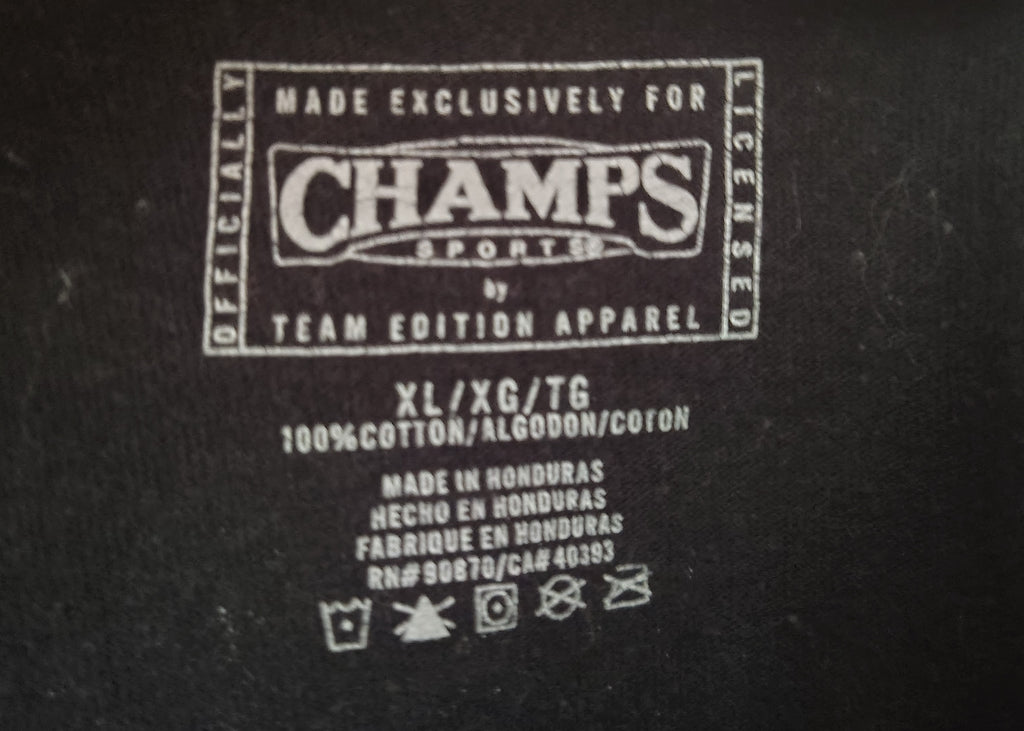 MADE EXCLUSIVELY FOR
OFFICIALLY
CHAMPS
SPORTS
LICENSED
by
TEAM EDITION APPAREL
XL/XG/TG
100%COTTON/ALGODON/COTON
MADE IN HONDURAS
HECHO EN HONDURAS
FABRIQUE EN HONDURAS
RN#90870/CA#40393